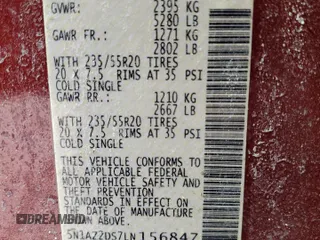 GVWR: 2395 KG
5280 LB
GAWR FR.: 1271 KG
2802 LB
WITH 235/55R20 TIRES
20 X 7.5 RIMS AT 35 PSI
COLD SINGLE
GAWR RR.: 1210 KG
2667 LB
WITH 235/55R20 TIRES
20 X 7.5 RIMS AT 35 PSI
COLD SINGLE
THIS VEHICLE CONFORMS TO
ALL APPLICABLE FEDERAL
MOTOR VEHICLE SAFETY
STANDARDS IN EFFECT ON
THE DATE OF MANUFACTURE
SHOWN ABOVE.
5N1AZ2DS7LN156847
DREAMBID